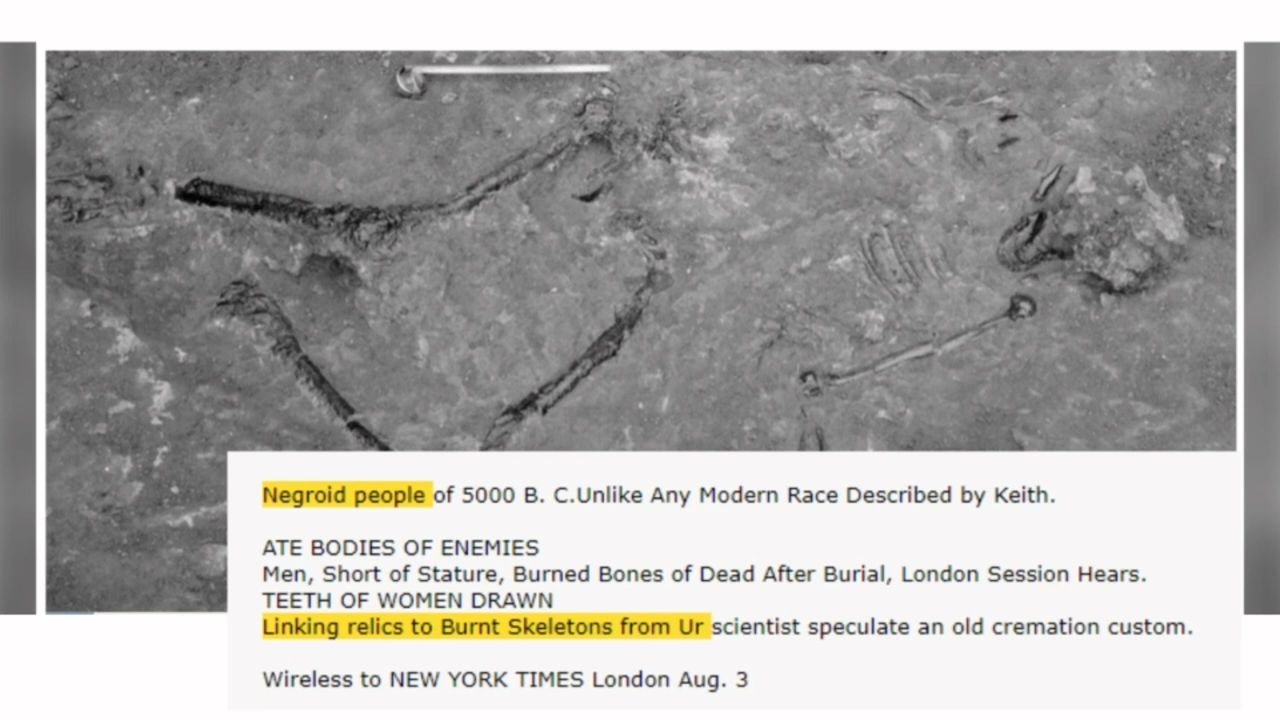 Negroid people of 5000 B. C.Unlike Any Modern Race Described by Keith.
ATE BODIES OF ENEMIES
Men, Short of Stature, Burned Bones of Dead After Burial, London Session Hears.
TEETH OF WOMEN DRAWN
Linking relics to Burnt Skeletons from Ur scientist speculate an old cremation custom.
Wireless to NEW YORK TIMES London Aug. 3